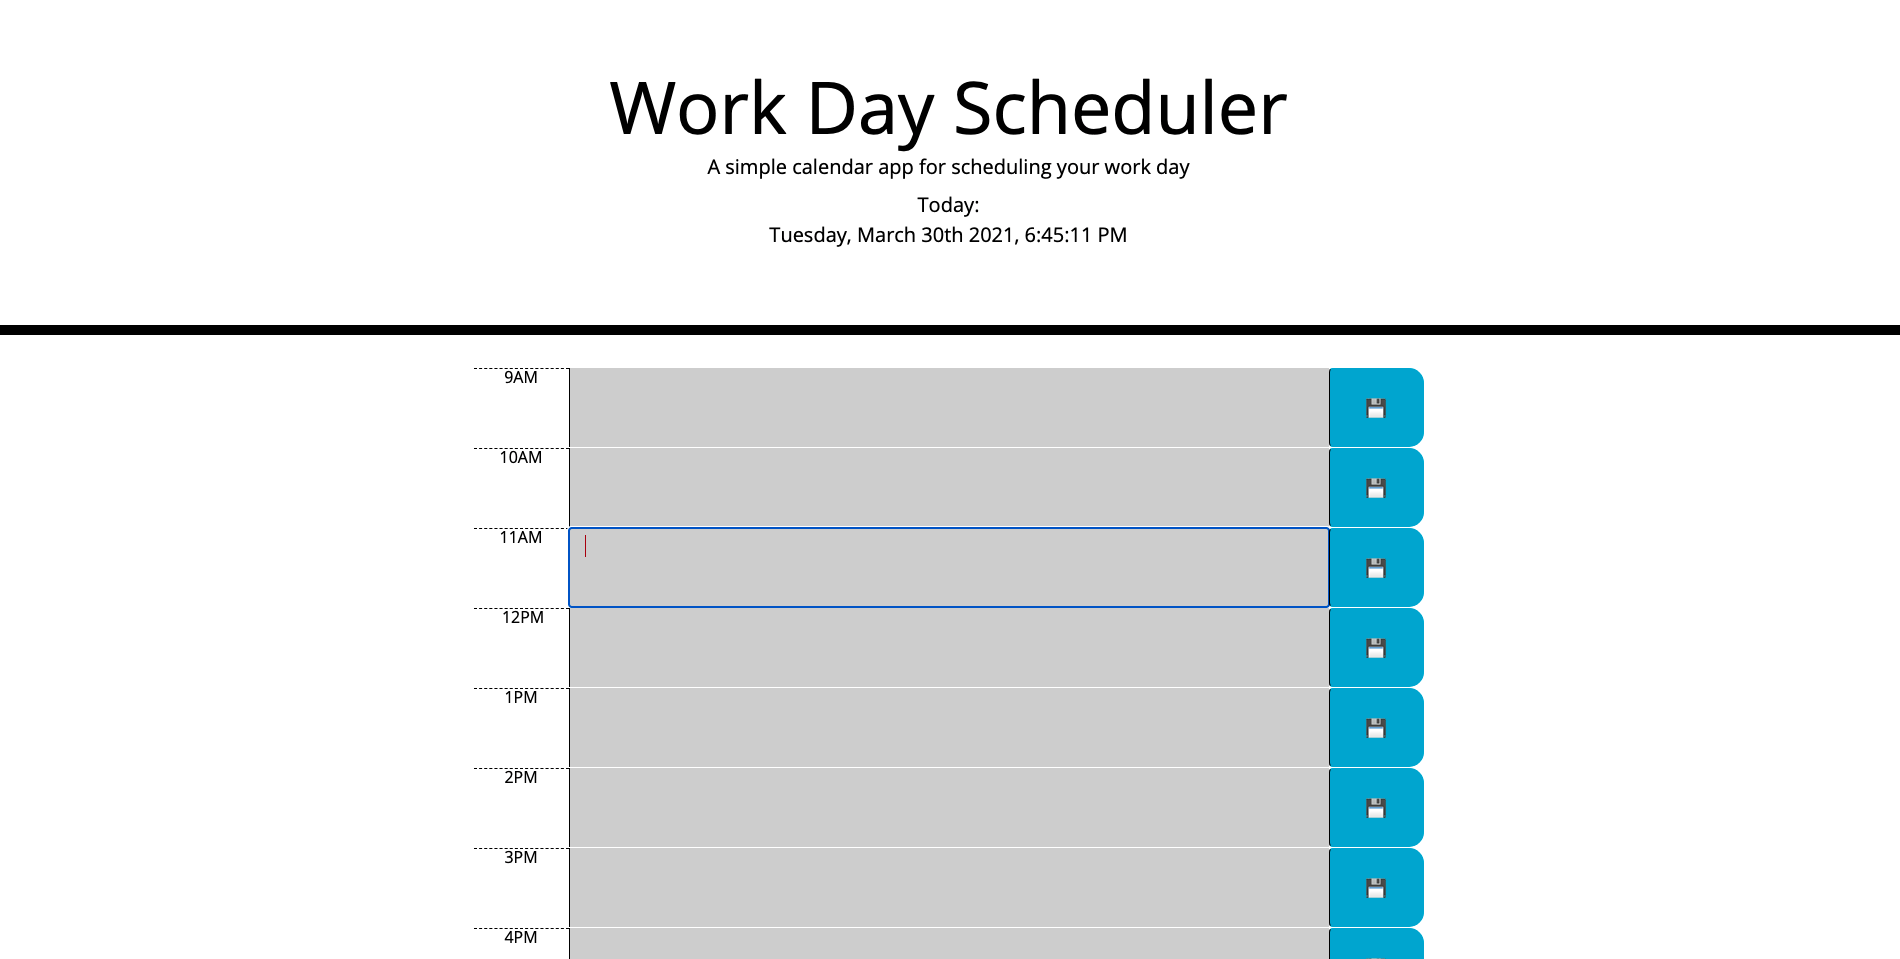 Work Day Scheduler
A simple calendar app for scheduling your work day
Today:
Tuesday, March 30th 2021, 6:45:11 PM
9AM
10AM
11AM
12PM
1PM
2PM
3PM
4PM